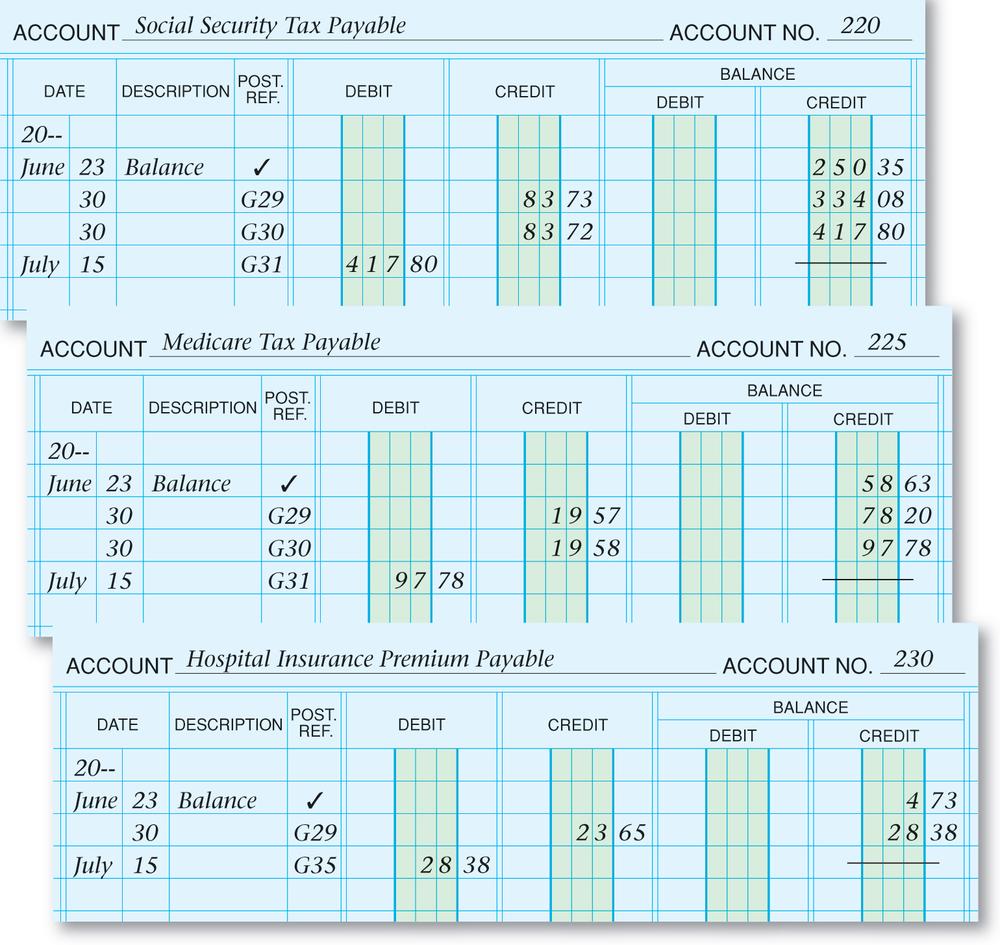 ACCOUNT Social Security Tax Payable ACCOUNT NO. 220
DATE DESCRIPTION POST. REF. DEBIT CREDIT BALANCE
DEBIT CREDIT
20--
June 23 Balance ✓ 250 35
30 G29 83 73 334 08
30 G30 83 72 417 80
July 15 G31 417 80
ACCOUNT Medicare Tax Payable ACCOUNT NO. 225
DATE DESCRIPTION POST. REF. DEBIT CREDIT BALANCE
DEBIT CREDIT
20--
June 23 Balance ✓ 58 63
30 G29 19 57 78 20
30 G30 19 58 97 78
July 15 G31 97 78
ACCOUNT Hospital Insurance Premium Payable ACCOUNT NO. 230
DATE DESCRIPTION POST. REF. DEBIT CREDIT BALANCE
DEBIT CREDIT
20--
June 23 Balance ✓ 4 73
30 G29 23 65 28 38
July 15 G35 28 38